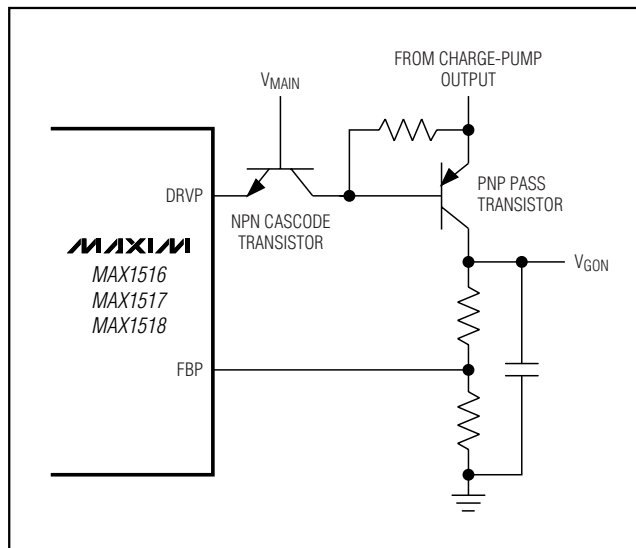 FROM CHARGE-PUMP
OUTPUT
VMAIN
DRVP
NPN CASCODE
TRANSISTOR
PNP PASS
TRANSISTOR
MAXIM
MAX1516
MAX1517
MAX1518
VGON
FBP